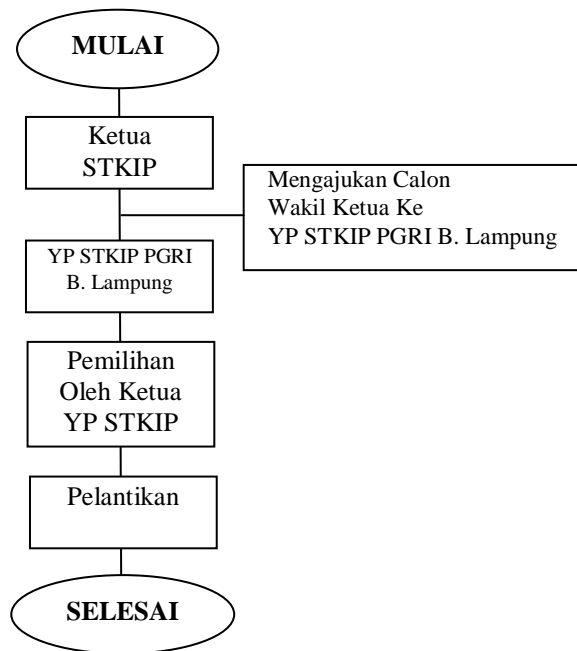 MULAI
Ketua
STKIP
Mengajukan Calon
Wakil Ketua Ke
YP STKIP PGRI B. Lampung
YP STKIP PGRI
B. Lampung
Pemilihan
Oleh Ketua
YP STKIP
Pelantikan
SELESAI